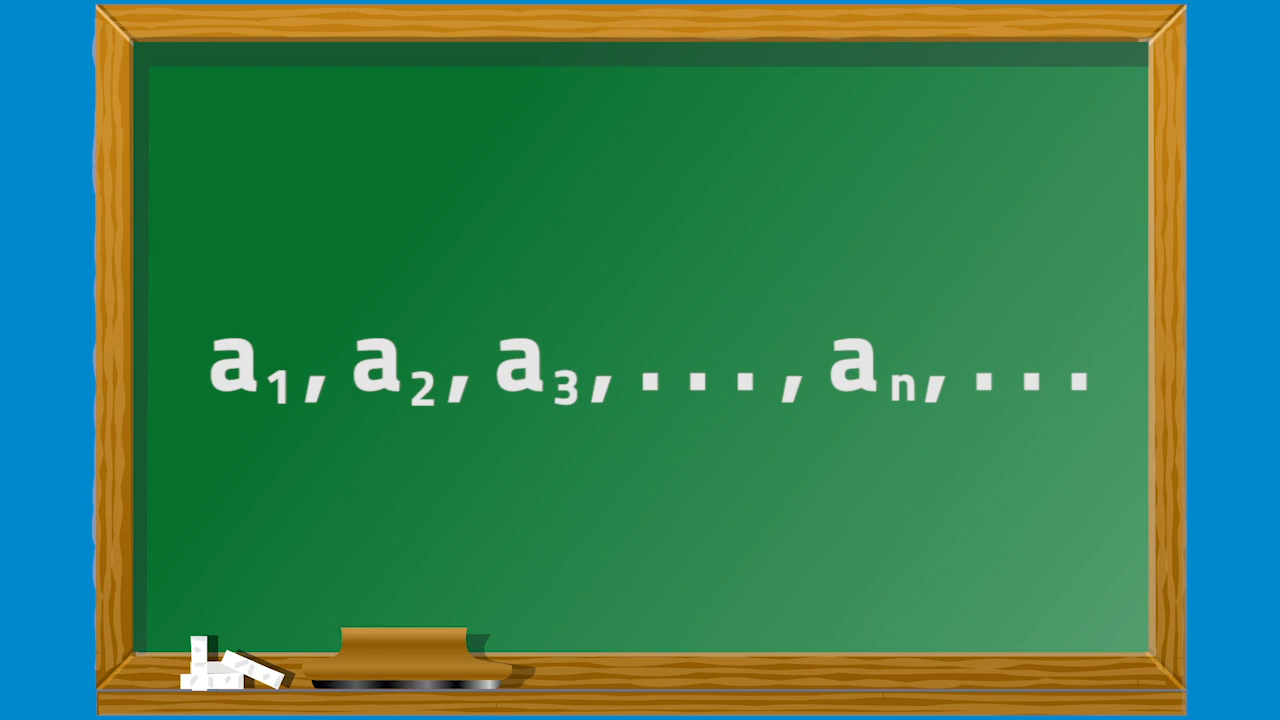 a₁, a₂, a₃, . . . , aₙ, . . .